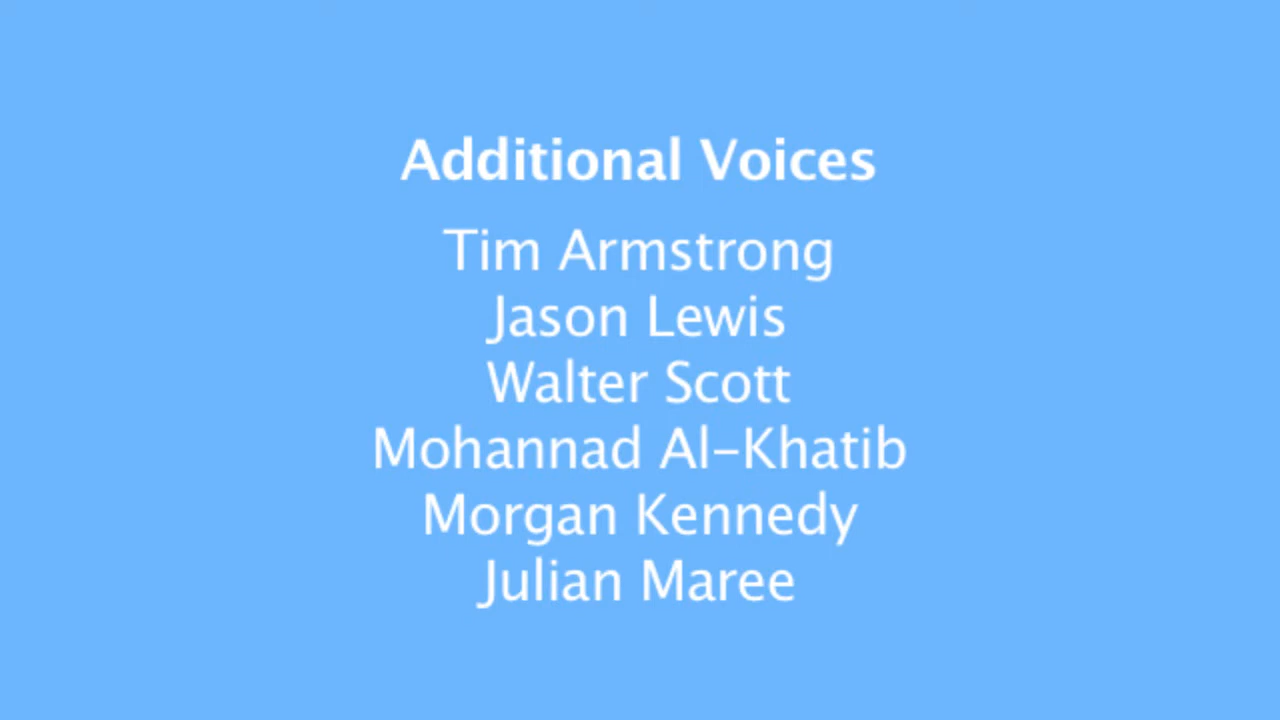 Additional Voices
Tim Armstrong
Jason Lewis
Walter Scott
Mohannad Al-Khatib
Morgan Kennedy
Julian Maree